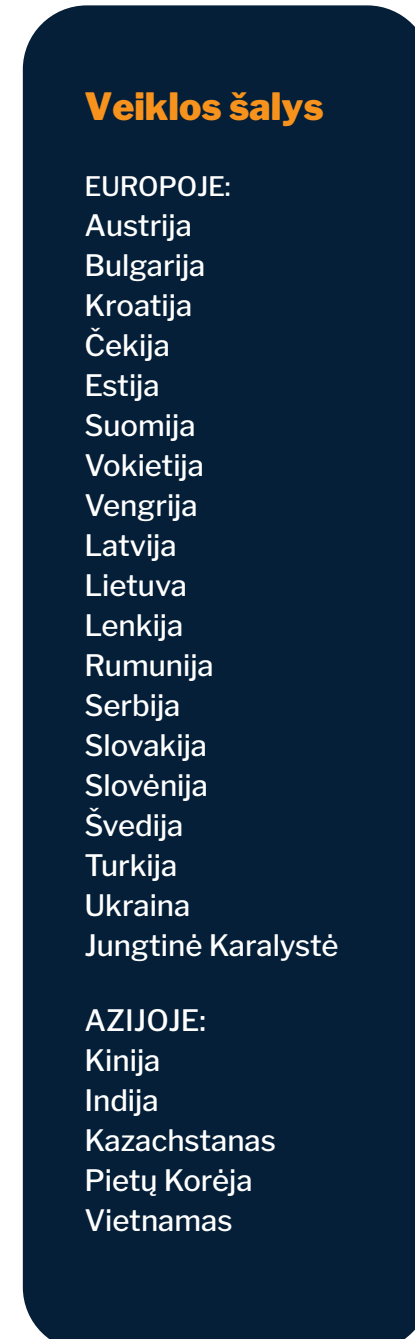 Veiklos šalys
EUROPOJE:
Austrija
Bulgarija
Kroatija
Čekija
Estija
Suomija
Vokietija
Vengrija
Latvija
Lietuva
Lenkija
Rumunija
Serbija
Slovakija
Slovėnija
Švedija
Turkija
Ukraina
Jungtinė Karalystė
AZIJOJE:
Kinija
Indija
Kazachstanas
Pietų Korėja
Vietnamas